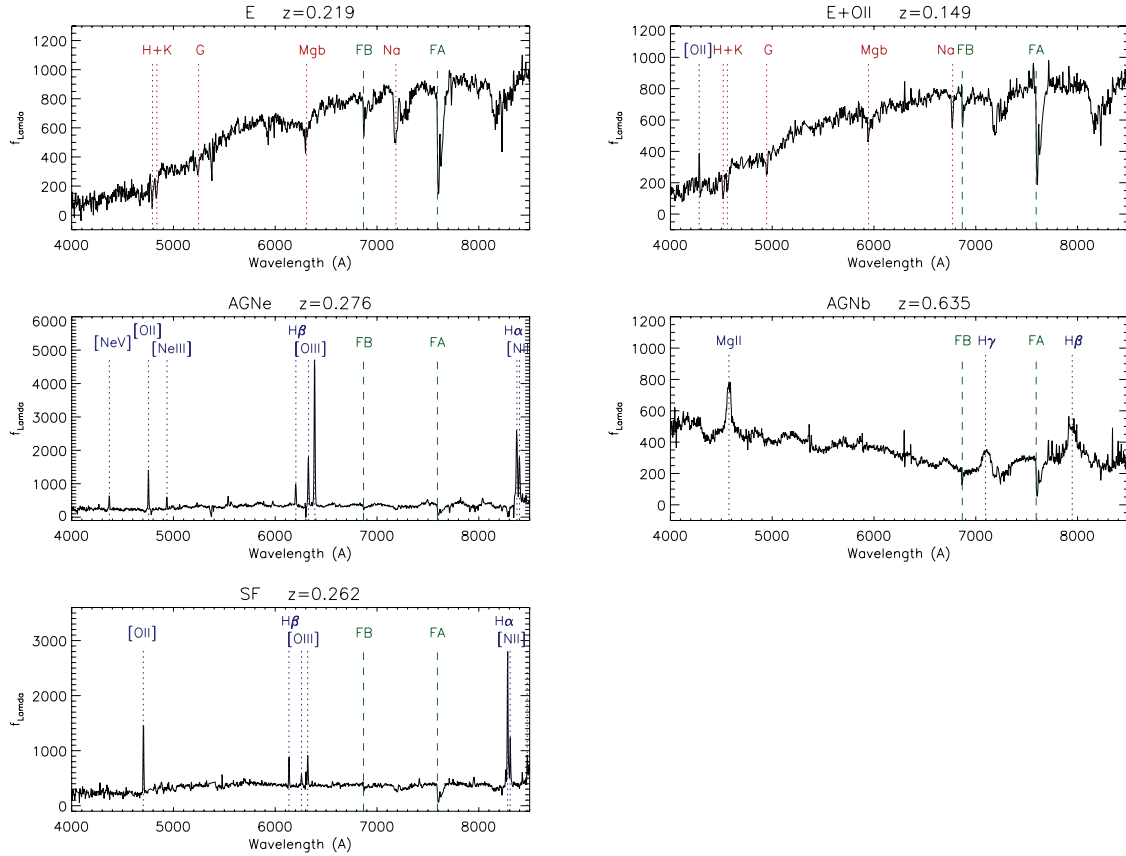 E z=0.219
H+K G Mgb FB Na FA
1200
1000
800
600
400
200
0
f_Lamda
4000 5000 6000 7000 8000
Wavelength (A)
E+OII z=0.149
[OII] H+K G Mgb Na FB FA
1200
1000
800
600
400
200
0
f_Lamda
4000 5000 6000 7000 8000
Wavelength (A)
AGNe z=0.276
[OII] Hβ FB FA Hα
[NeV] [NeIII] [OIII] [NII
6000
5000
4000
3000
2000
1000
0
f_Lamda
4000 5000 6000 7000 8000
Wavelength (A)
AGNb z=0.635
MgII FB Hγ FA Hβ
1200
1000
800
600
400
200
0
f_Lamda
4000 5000 6000 7000 8000
Wavelength (A)
SF z=0.262
Hβ Hα
[OII] [OIII] FB FA [NII]
3000
2000
1000
0
f_Lamda
4000 5000 6000 7000 8000
Wavelength (A)